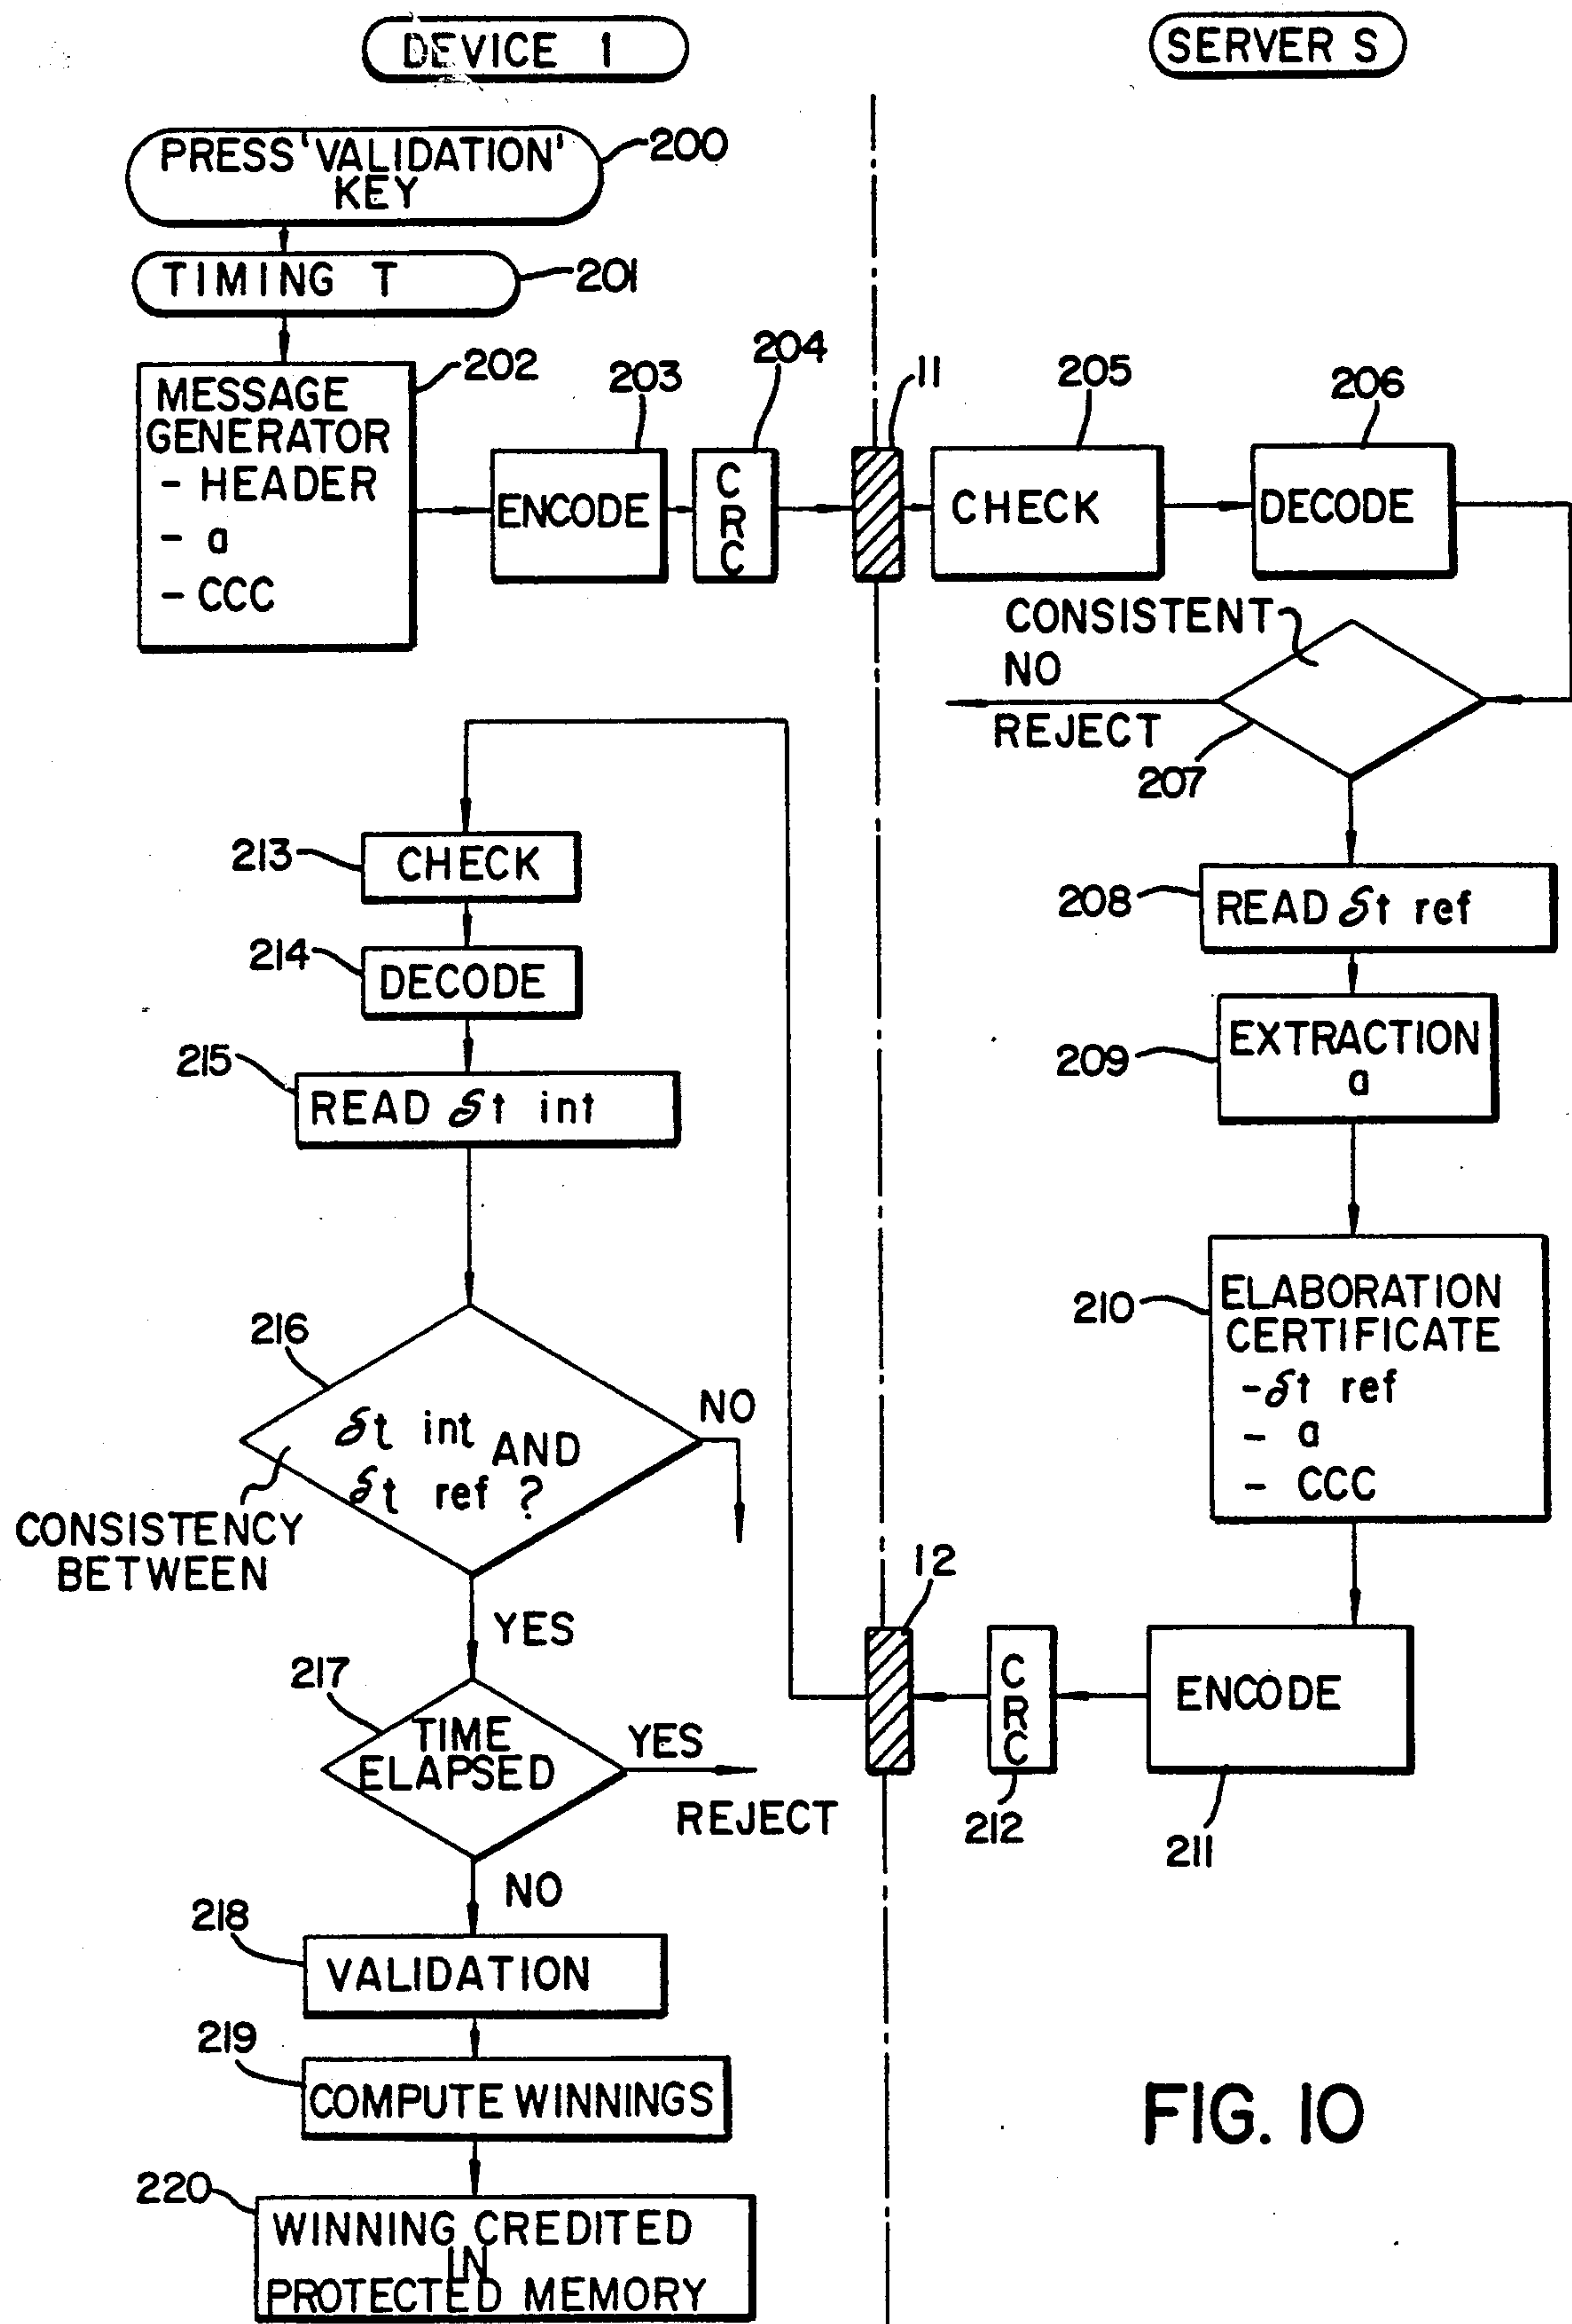 DEVICE 1
SERVER S
PRESS 'VALIDATION'
KEY
200
TIMING T
201
MESSAGE
GENERATOR
- HEADER
- a
- CCC
202
ENCODE
203
C
R
C
204
11
CHECK
205
DECODE
206
CONSISTENT
NO
REJECT
207
READ δt ref
208
EXTRACTION
a
209
ELABORATION
CERTIFICATE
- δt ref
- a
- CCC
210
ENCODE
211
C
R
C
212
12
CHECK
213
DECODE
214
READ δt int
215
216
δt int AND
δt ref ?
NO
CONSISTENCY
BETWEEN
YES
217
TIME
ELAPSED
YES
REJECT
NO
218
VALIDATION
219
COMPUTE WINNINGS
220
WINNING CREDITED
IN
PROTECTED MEMORY
FIG. 10